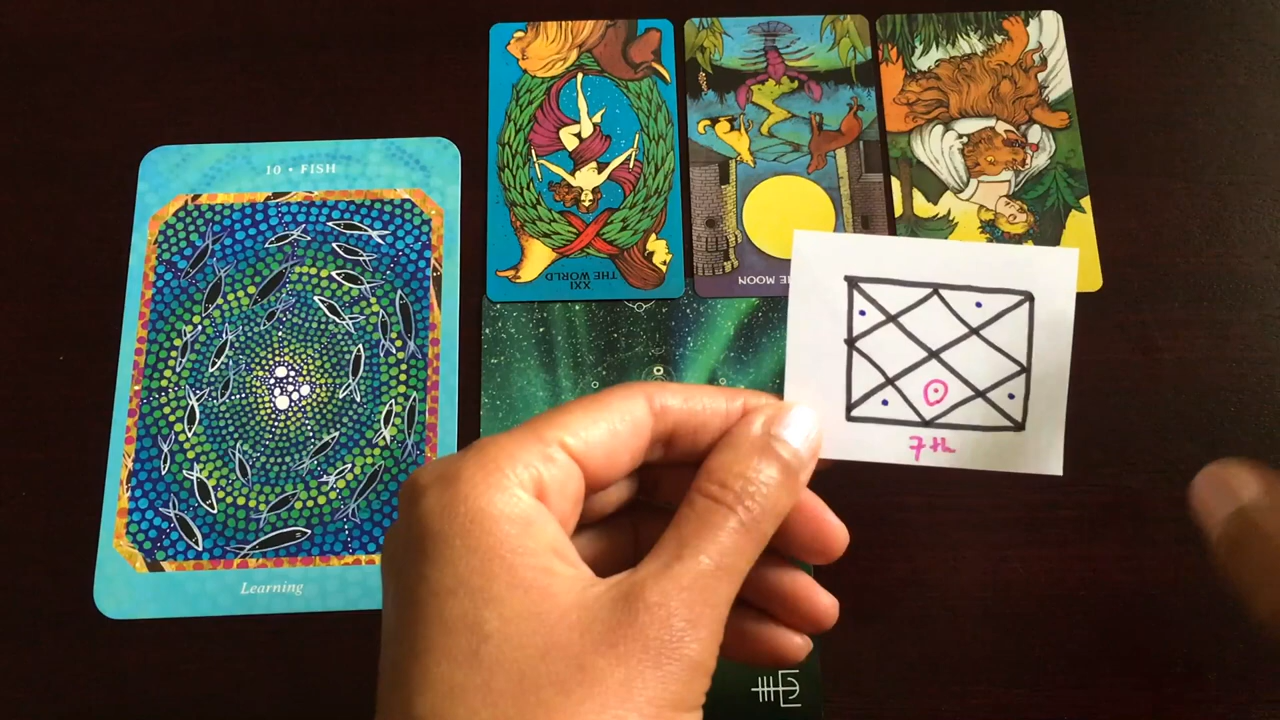 10 • FISH
Learning
XXI
THE WORLD
THE MOON
7th